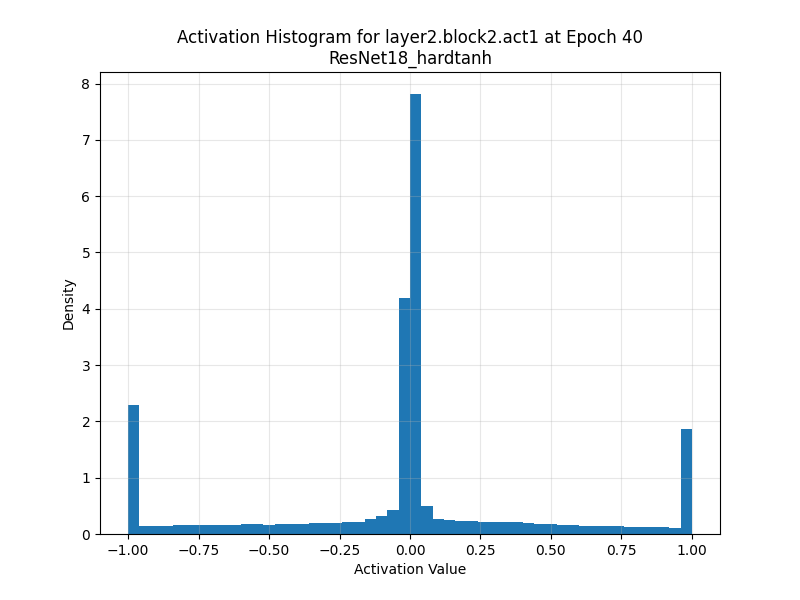 Activation Histogram for layer2.block2.act1 at Epoch 40
ResNet18_hardtanh
8
7
6
5
4
3
2
1
0
Density
−1.00 −0.75 −0.50 −0.25 0.00 0.25 0.50 0.75 1.00
Activation Value